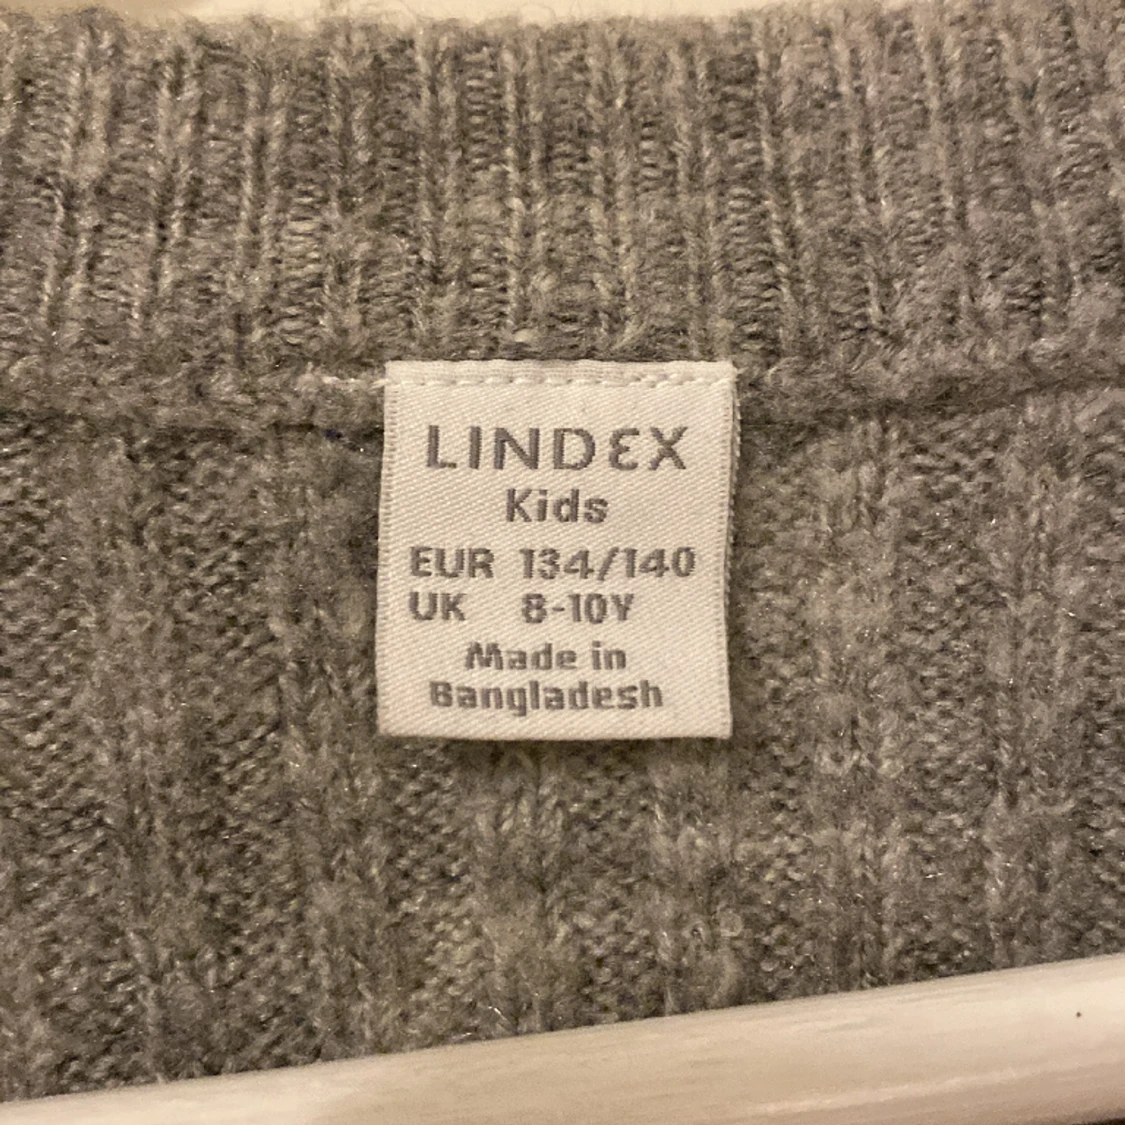 LINDEX
Kids
EUR 134/140
UK 8-10Y
Made in
Bangladesh